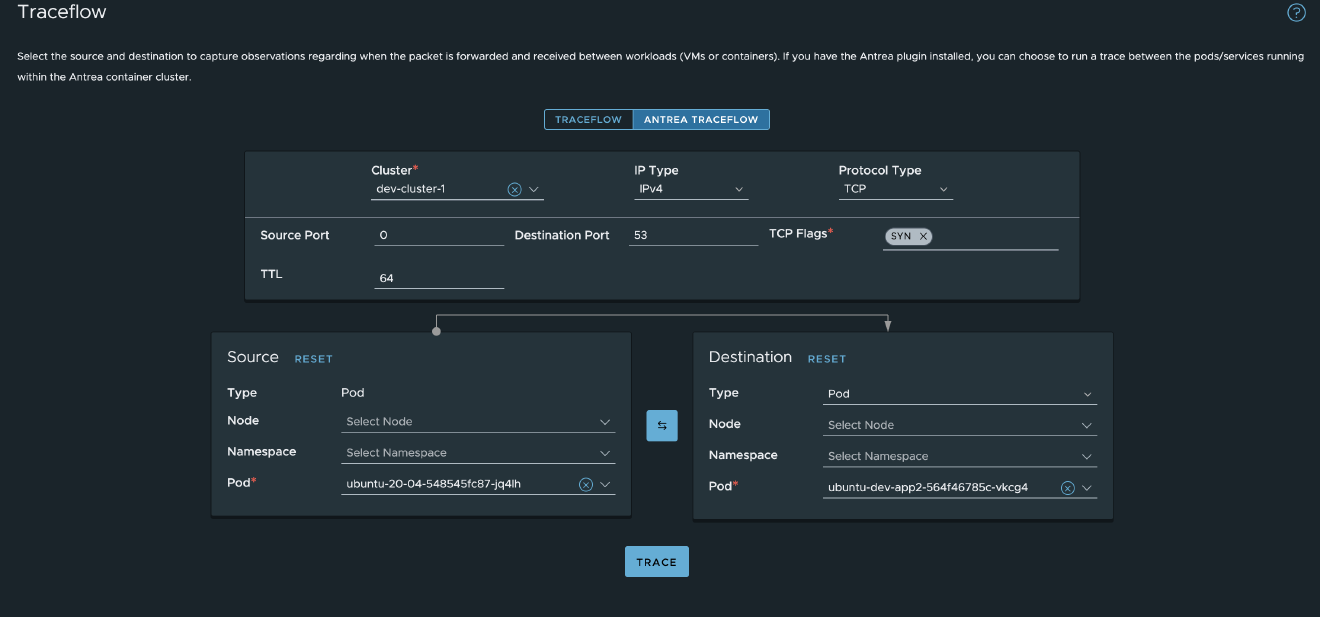 Traceflow
?
Select the source and destination to capture observations regarding when the packet is forwarded and received between workloads (VMs or containers). If you have the Antrea plugin installed, you can choose to run a trace between the pods/services running
within the Antrea container cluster.
TRACEFLOW ANTREA TRACEFLOW
Cluster* IP Type Protocol Type
dev-cluster-1 IPv4 TCP
Source Port 0 Destination Port 53 TCP Flags* SYN X
TTL 64
Source RESET
Type Pod
Node Select Node
Namespace Select Namespace
Pod* ubuntu-20-04-548545fc87-jq4lh
Destination RESET
Type Pod
Node Select Node
Namespace Select Namespace
Pod* ubuntu-dev-app2-564f46785c-vkcg4
TRACE